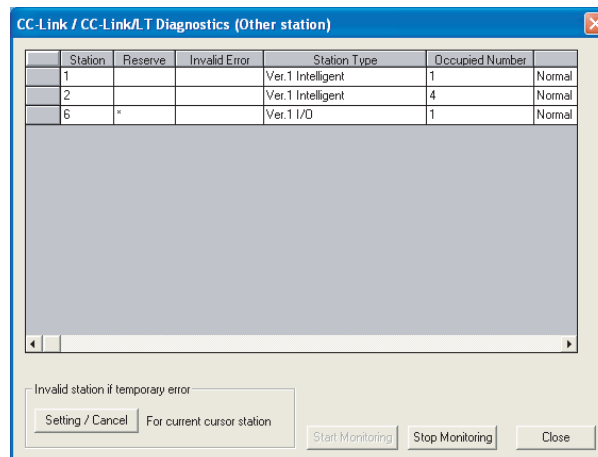 CC-Link / CC-Link/LT Diagnostics (Other station)
Station Reserve Invalid Error Station Type Occupied Number
1 Ver.1 Intelligent 1 Normal
2 Ver.1 Intelligent 4 Normal
6 * Ver.1 I/O 1 Normal
Invalid station if temporary error
Setting / Cancel For current cursor station
Start Monitoring Stop Monitoring Close